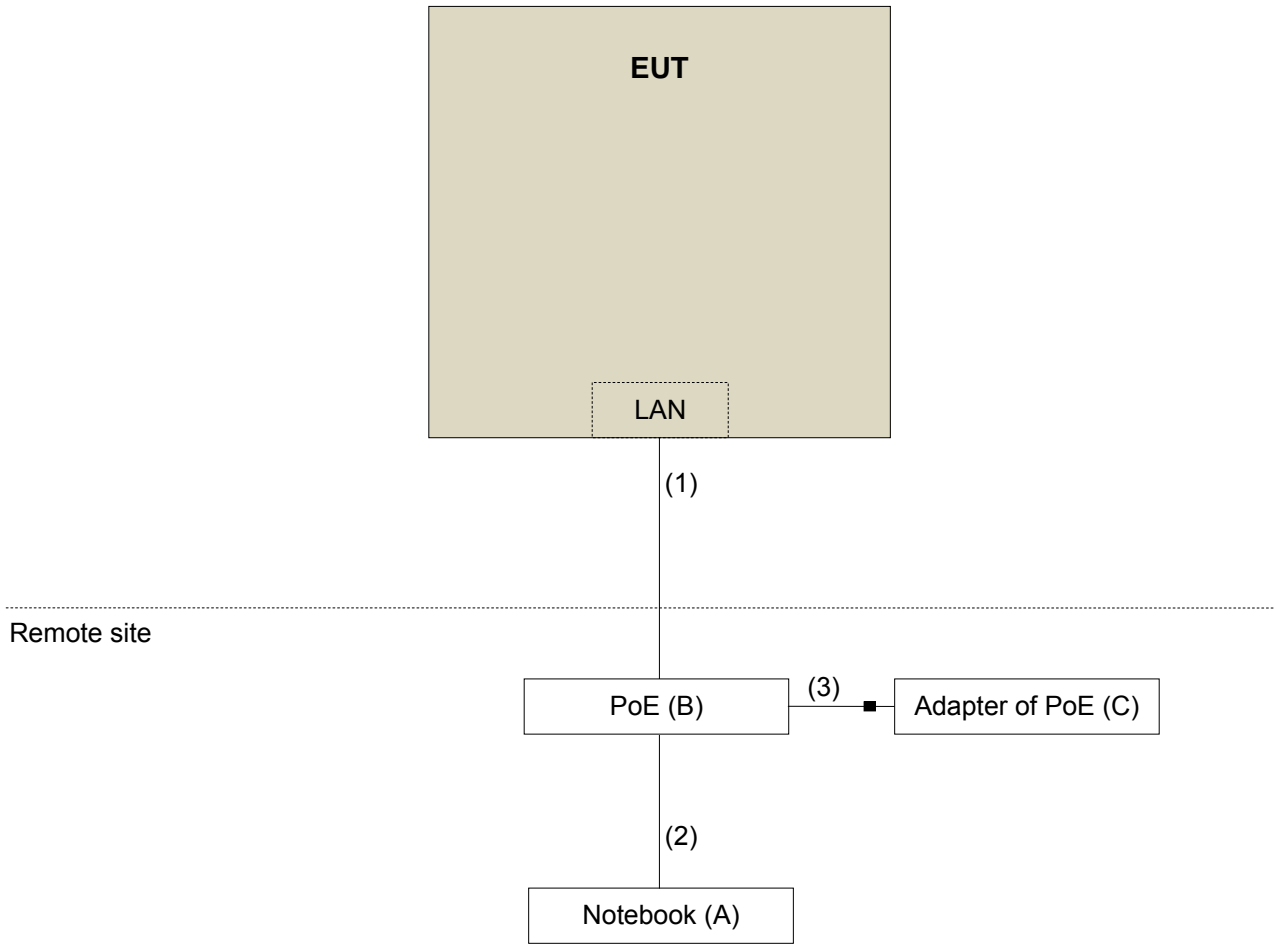 EUT
LAN
(1)
Remote site
PoE (B)
(3)
Adapter of PoE (C)
(2)
Notebook (A)